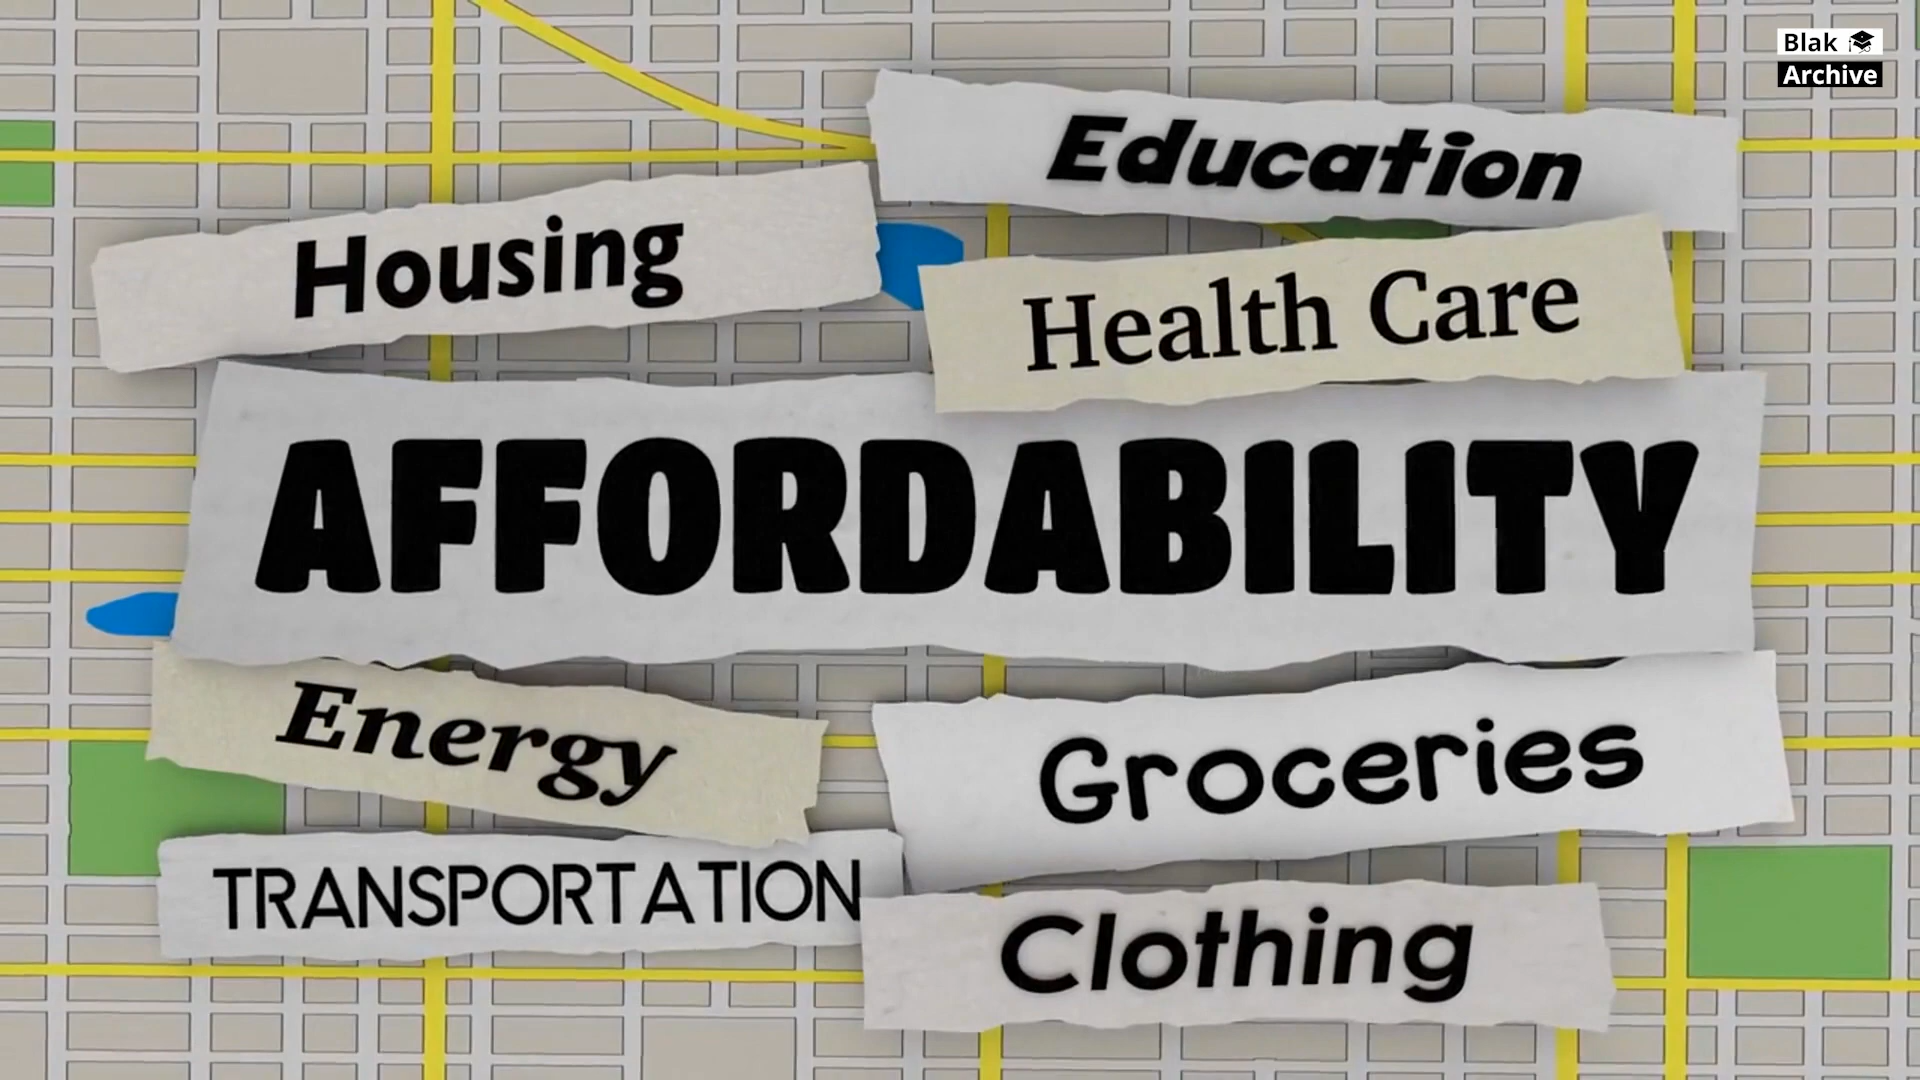 Blak
Archive
Education
Housing
Health Care
AFFORDABILITY
Energy
Groceries
TRANSPORTATION
Clothing